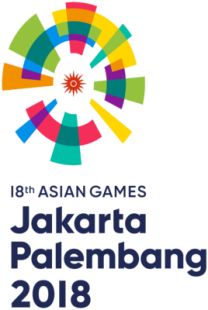 18th ASIAN GAMES
Jakarta
Palembang
2018